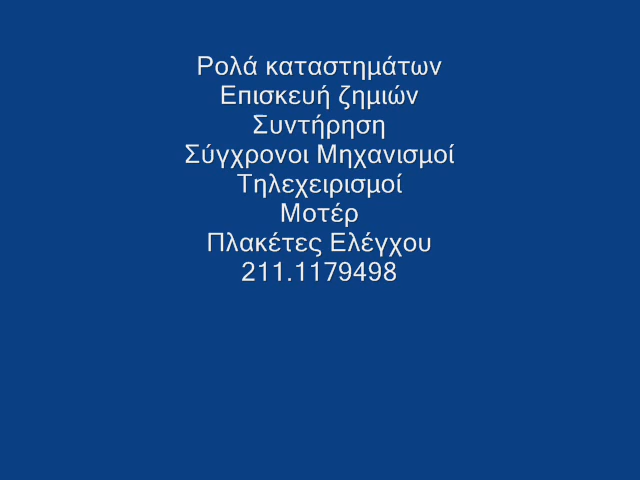 Ρολά καταστημάτων
Επισκευή ζημιών
Συντήρηση
Σύγχρονοι Μηχανισμοί
Τηλεχειρισμοί
Μοτέρ
Πλακέτες Ελέγχου
211.1179498